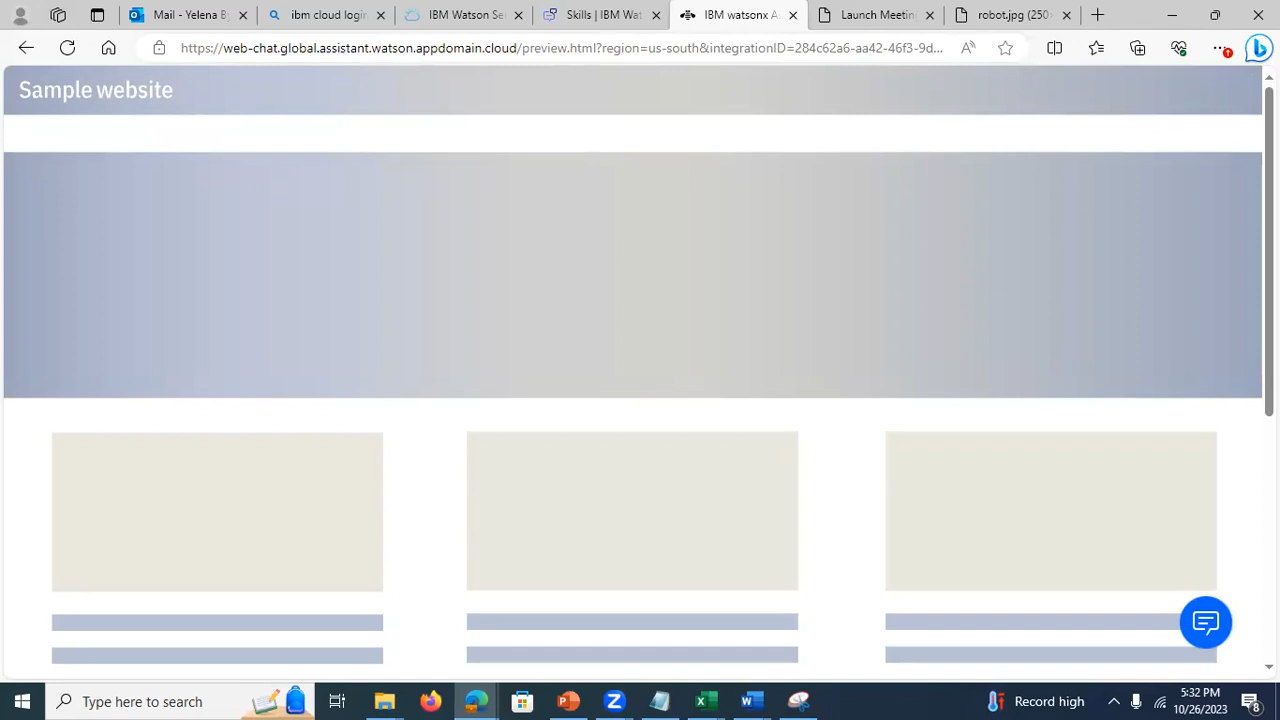 Mail - Yelena By
ibm cloud login
IBM Watson Se
Skills | IBM Wat
IBM watsonx A
Launch Meetin
robot.jpg (250×
https://web-chat.global.assistant.watson.appdomain.cloud/preview.html?region=us-south&integrationID=284c62a6-aa42-46f3-9d...
Sample website
Type here to search
Record high
5:32 PM
10/26/2023
8